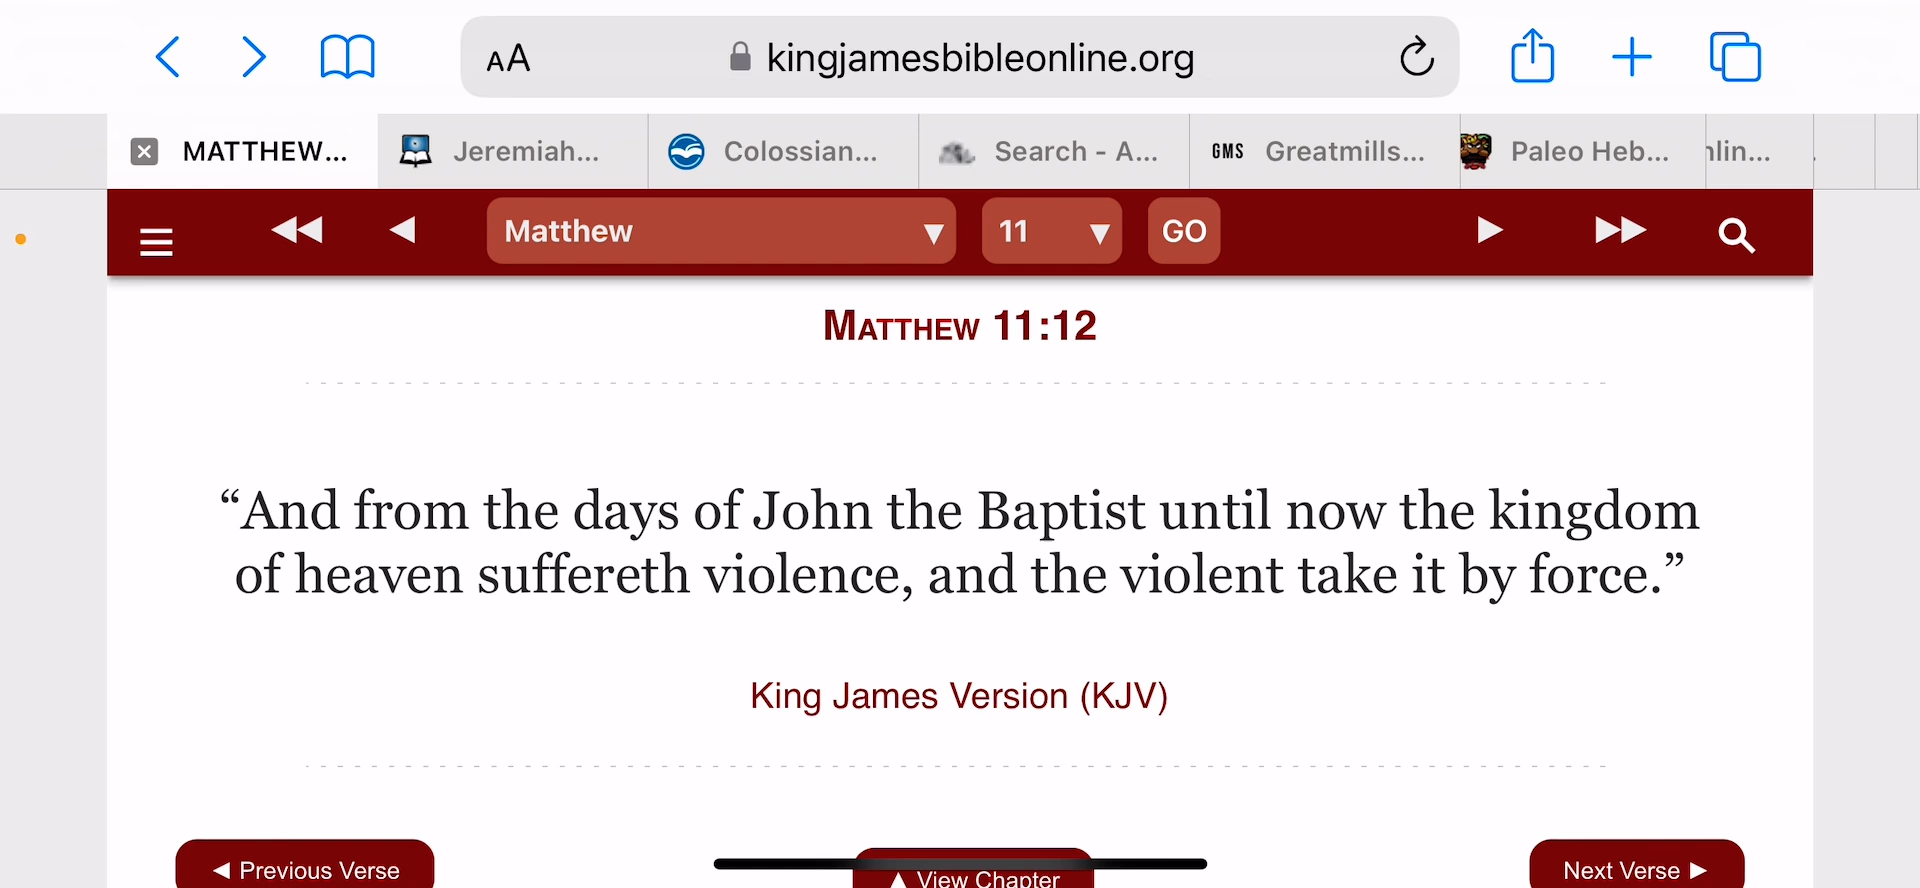 AA kingjamesbibleonline.org
MATTHEW... Jeremiah... Colossian... Search - A... GMS Greatmills... Paleo Heb... lin...
Matthew 11 GO
MATTHEW 11:12
“And from the days of John the Baptist until now the kingdom
of heaven suffereth violence, and the violent take it by force.”
King James Version (KJV)
◄ Previous Verse ▲ View Chapter Next Verse ►